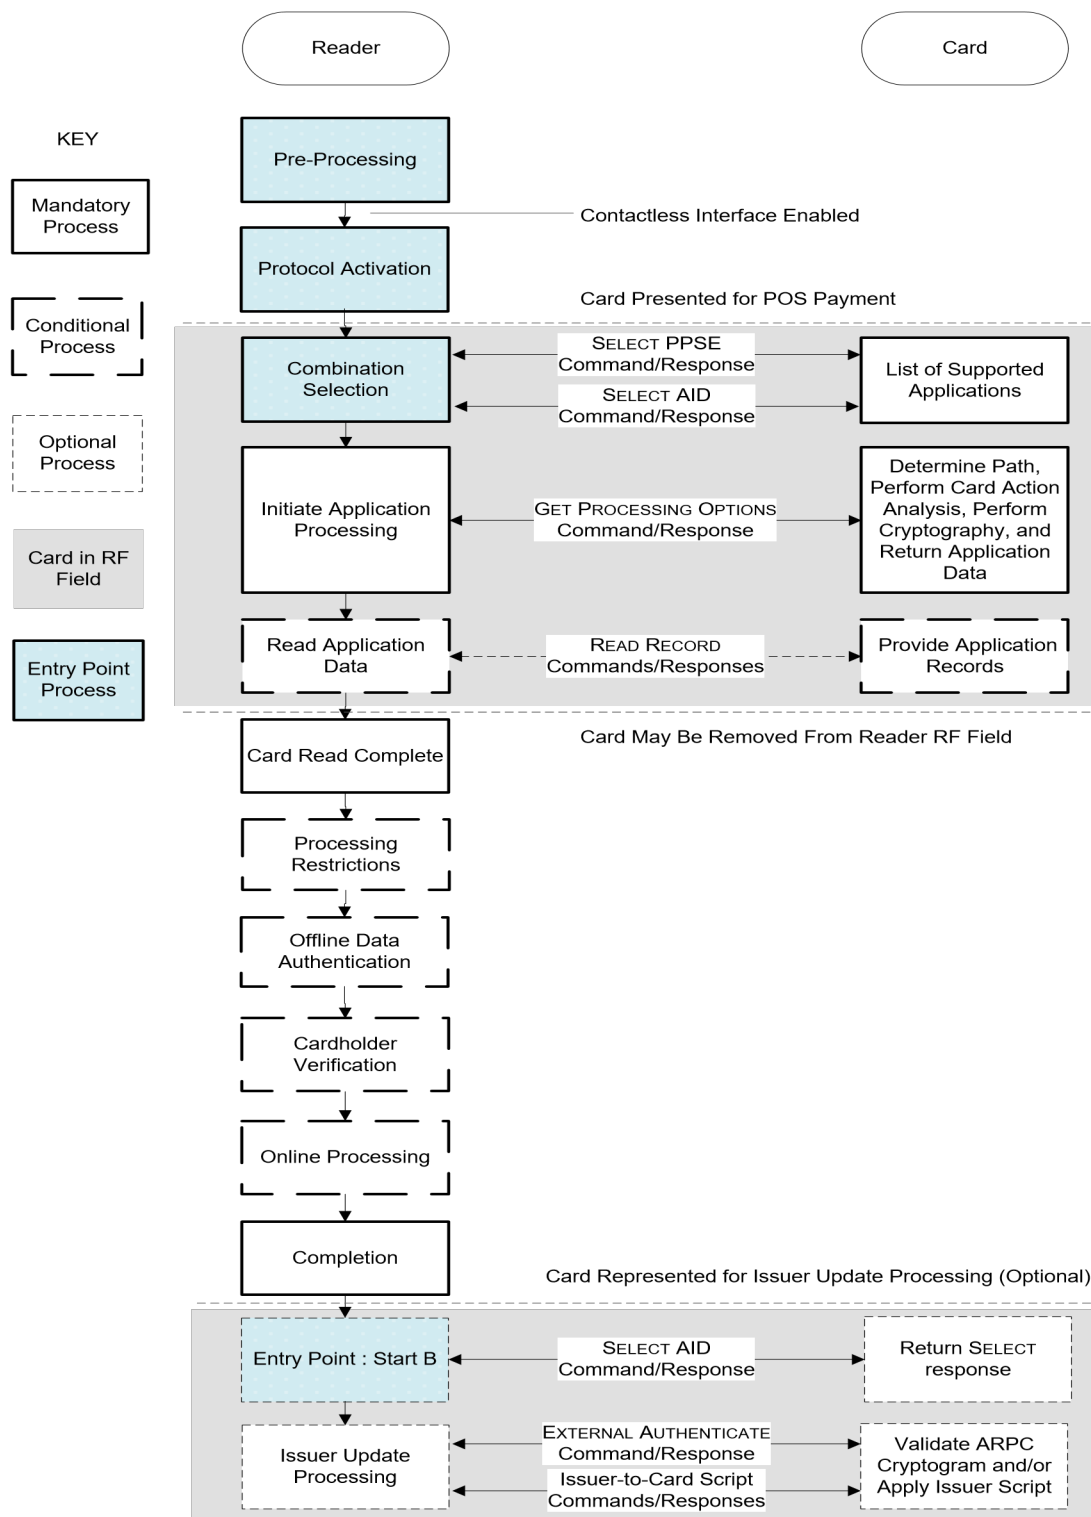 Reader
Card
KEY
Mandatory
Process
Conditional
Process
Optional
Process
Card in RF
Field
Entry Point
Process
Pre-Processing
Contactless Interface Enabled
Protocol Activation
Card Presented for POS Payment
Combination
Selection
SELECT PPSE
Command/Response
SELECT AID
Command/Response
List of Supported
Applications
Initiate Application
Processing
GET PROCESSING OPTIONS
Command/Response
Determine Path,
Perform Card Action
Analysis, Perform
Cryptography, and
Return Application
Data
Read Application
Data
READ RECORD
Commands/Responses
Provide Application
Records
Card May Be Removed From Reader RF Field
Card Read Complete
Processing
Restrictions
Offline Data
Authentication
Cardholder
Verification
Online Processing
Completion
Card Represented for Issuer Update Processing (Optional)
Entry Point : Start B
SELECT AID
Command/Response
Return SELECT
response
Issuer Update
Processing
EXTERNAL AUTHENTICATE
Command/Response
Issuer-to-Card Script
Commands/Responses
Validate ARPC
Cryptogram and/or
Apply Issuer Script